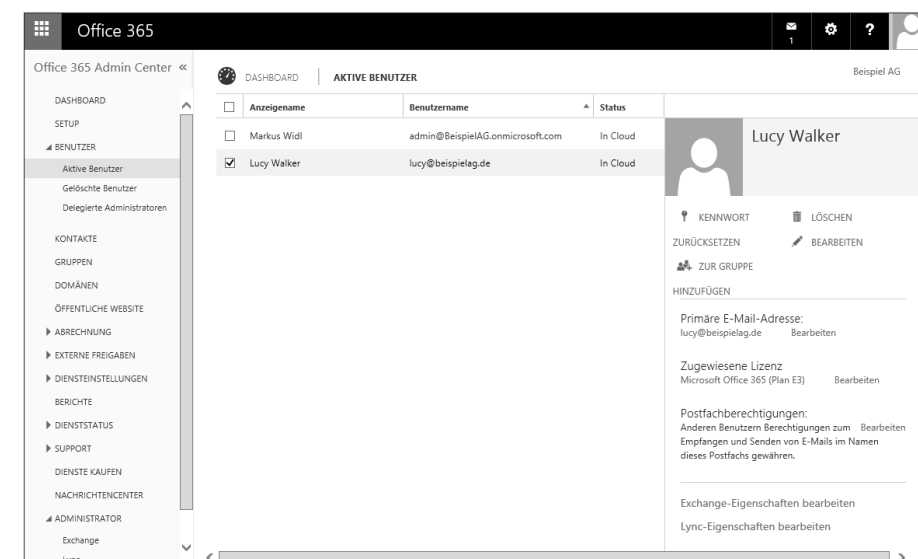 Office 365
1
?
Office 365 Admin Center «
DASHBOARD
SETUP
BENUTZER
Aktive Benutzer
Gelöschte Benutzer
Delegierte Administratoren
KONTAKTE
GRUPPEN
DOMÄNEN
ÖFFENTLICHE WEBSITE
ABRECHNUNG
EXTERNE FREIGABEN
DIENSTEINSTELLUNGEN
BERICHTE
DIENSTSTATUS
SUPPORT
DIENSTE KAUFEN
NACHRICHTENCENTER
ADMINISTRATOR
Exchange
Lync
DASHBOARD AKTIVE BENUTZER
Beispiel AG
Anzeigename Benutzername Status
Markus Widl admin@BeispielAG.onmicrosoft.com In Cloud
Lucy Walker lucy@beispielag.de In Cloud
Lucy Walker
KENNWORT LÖSCHEN
ZURÜCKSETZEN BEARBEITEN
ZUR GRUPPE
HINZUFÜGEN
Primäre E-Mail-Adresse:
lucy@beispielag.de Bearbeiten
Zugewiesene Lizenz
Microsoft Office 365 (Plan E3) Bearbeiten
Postfachberechtigungen:
Anderen Benutzern Berechtigungen zum Bearbeiten
Empfangen und Senden von E-Mails im Namen
dieses Postfachs gewähren.
Exchange-Eigenschaften bearbeiten
Lync-Eigenschaften bearbeiten